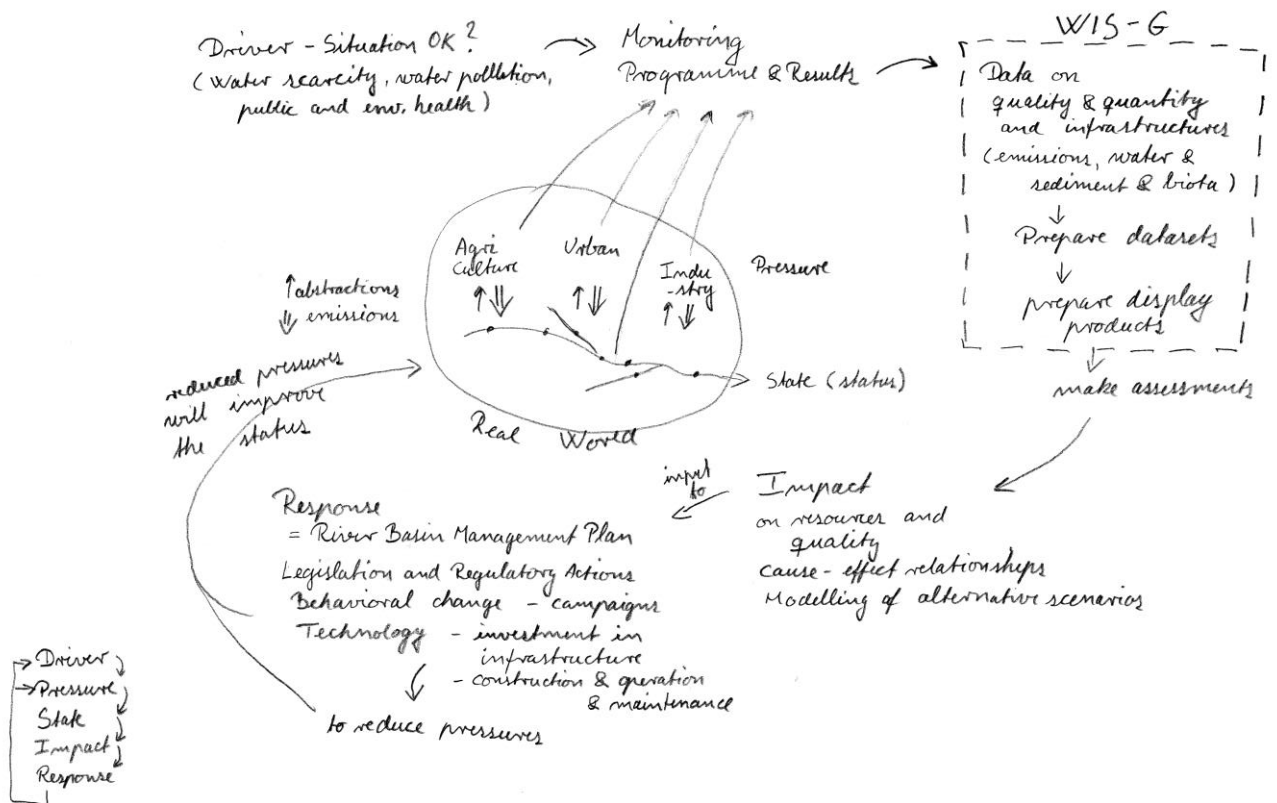 Driver - Situation OK?
(Water scarcity, water pollution,
public and env. health)
Monitoring
Programme & Results
WIS-G
Data on
quality & quantity
and infrastructures
(emissions, water &
sediment & biota)
Prepare datasets
prepare display
products
make assessments
Agri
Culture
Urban
Indu
-stry
Pressure
↑abstractions
⇓ emissions
State (status)
Real World
reduced pressures
will improve
the status
input
to
Impact
on resources and
quality
cause-effect relationships
Modelling of alternative scenarios
Response
= River Basin Management Plan
Legislation and Regulatory Actions
Behavioral change - campaigns
Technology - investment in
infrastructure
- construction & operation
& maintenance
to reduce pressures
Driver
Pressure
State
Impact
Response